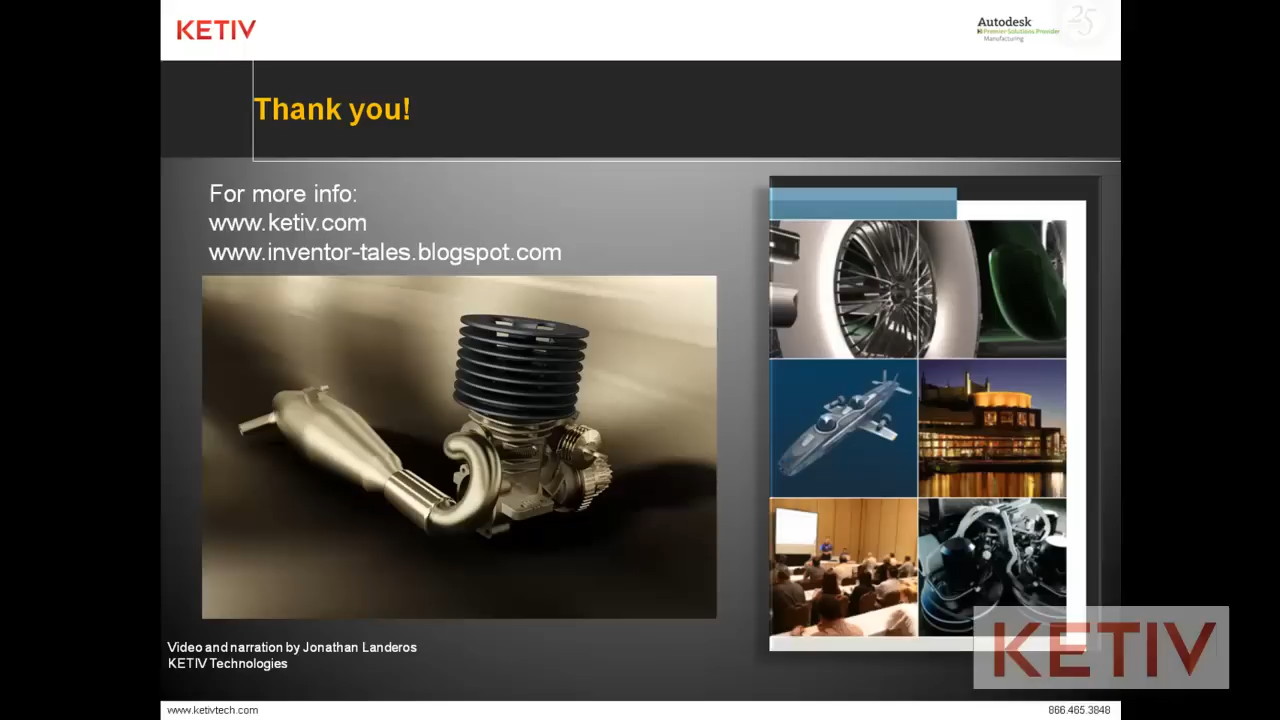 KETIV
Autodesk
Premier Solutions Provider
Manufacturing
25
Thank you!
For more info:
www.ketiv.com
www.inventor-tales.blogspot.com
Video and narration by Jonathan Landeros
KETIV Technologies
KETIV
www.ketivtech.com
866.465.3848